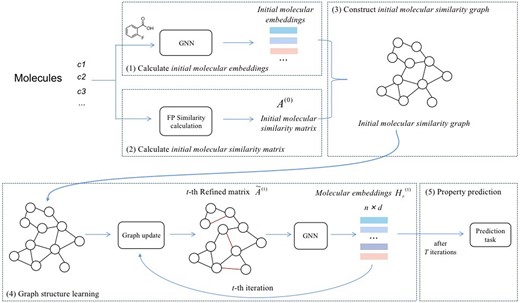 Molecules
c1
c2
c3
...
F
O
OH
GNN
Initial molecular
embeddings
...
(1) Calculate initial molecular embeddings
FP Similarity
calculation
A^(0)
Initial molecular
similarity matrix
(2) Calculate initial molecular similarity matrix
(3) Construct initial molecular similarity graph
Initial molecular similarity graph
Graph update
t-th Refined matrix Ã^(t)
GNN
Molecular embeddings H_v^(t)
n × d
...
t-th iteration
(4) Graph structure learning
(5) Property prediction
after
T iterations
Prediction
task